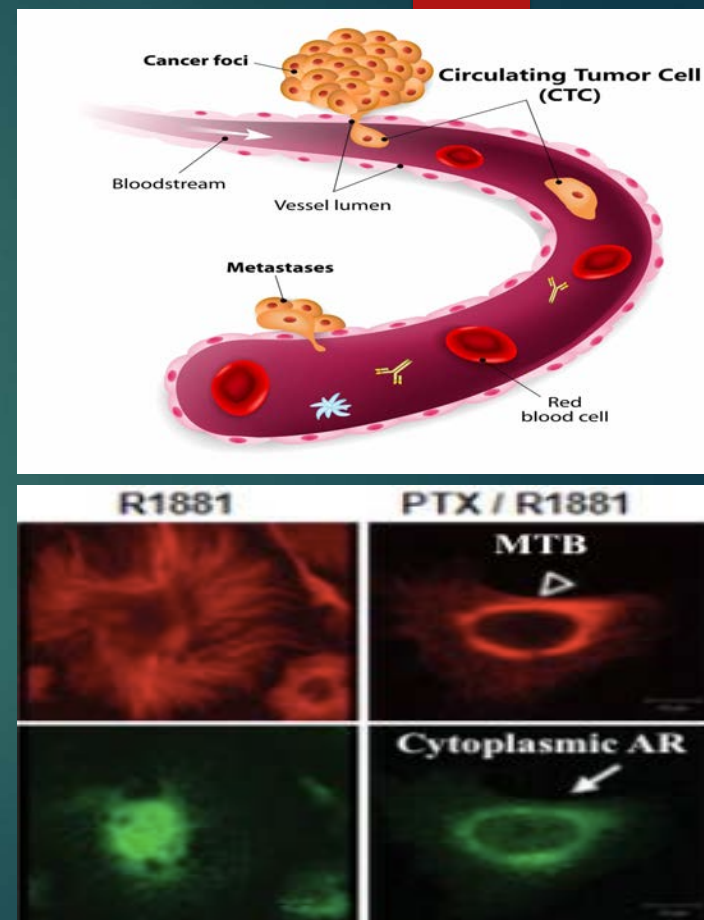 Cancer foci
Circulating Tumor Cell
(CTC)
Bloodstream
Vessel lumen
Metastases
Red
blood cell
R1881
PTX / R1881
MTB
Cytoplasmic AR